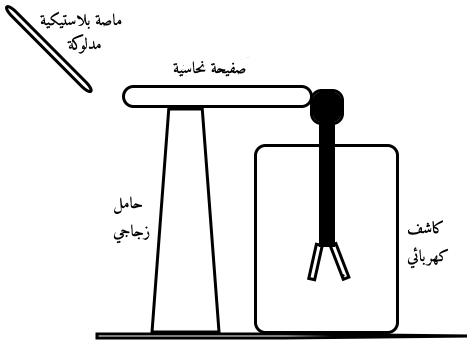 ماصة بلاستيكية
مدلوكة
صفيحة نحاسية
حامل
زجاجي
كاشف
كهربائي